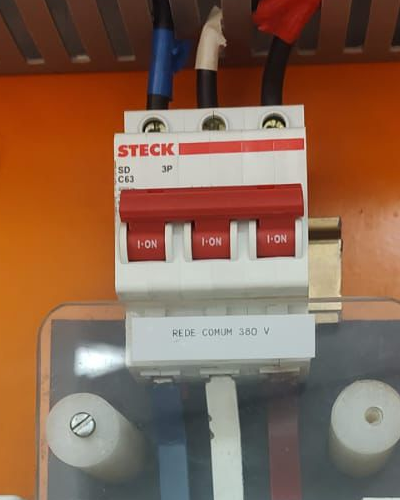 STECK
SD 3P
C63
I-ON I-ON I-ON
REDE COMUM 380 V